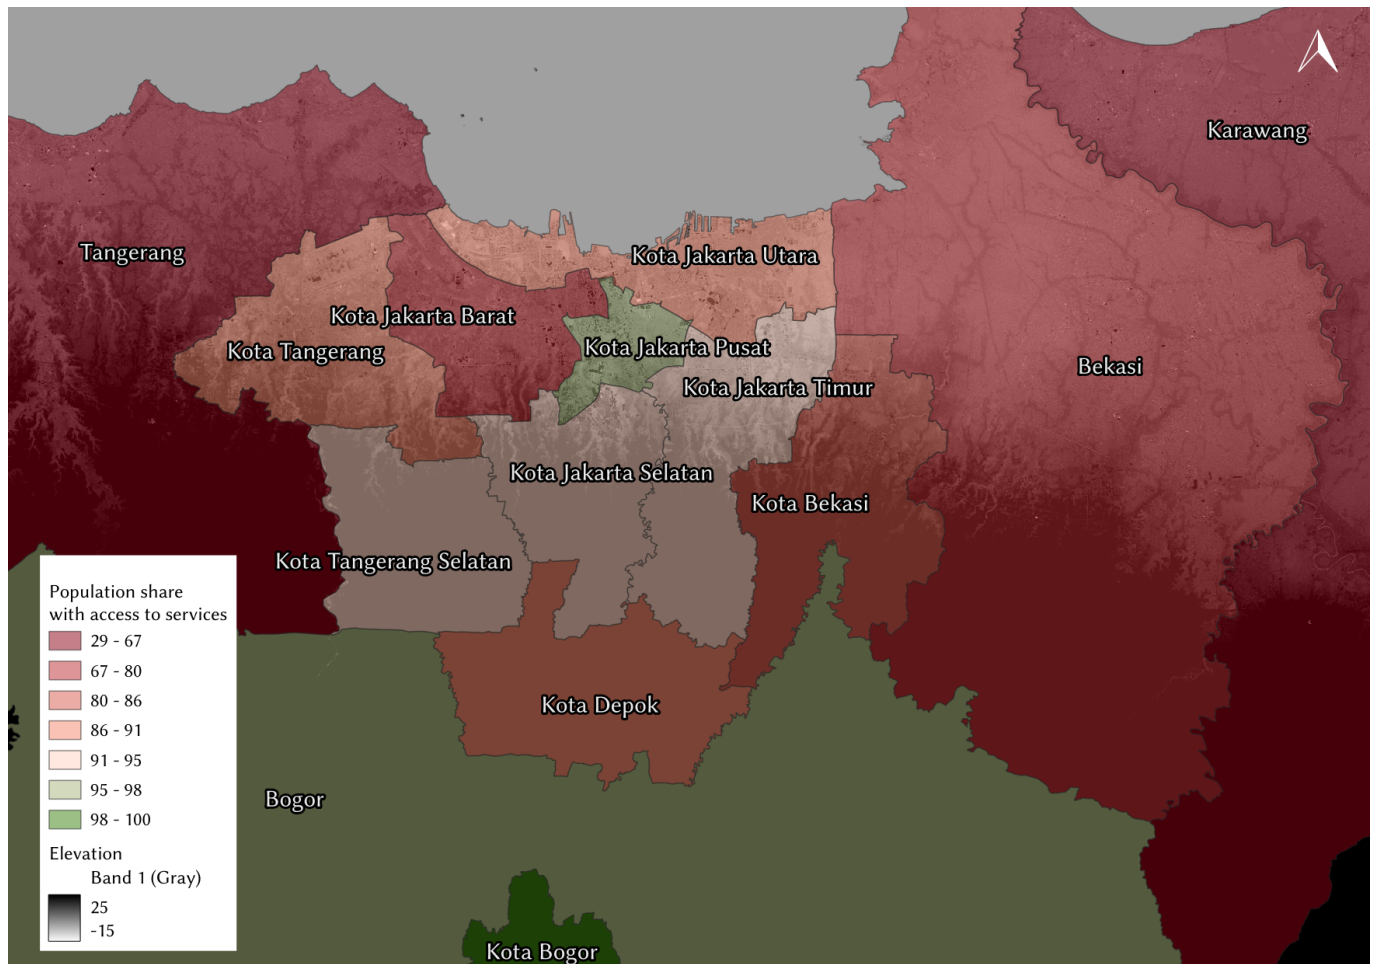 Karawang
Tangerang
Kota Jakarta Utara
Kota Jakarta Barat
Kota Tangerang
Kota Jakarta Pusat
Bekasi
Kota Jakarta Timur
Kota Jakarta Selatan
Kota Bekasi
Kota Tangerang Selatan
Kota Depok
Bogor
Kota Bogor
Population share
with access to services
29 - 67
67 - 80
80 - 86
86 - 91
91 - 95
95 - 98
98 - 100
Elevation
Band 1 (Gray)
25
-15